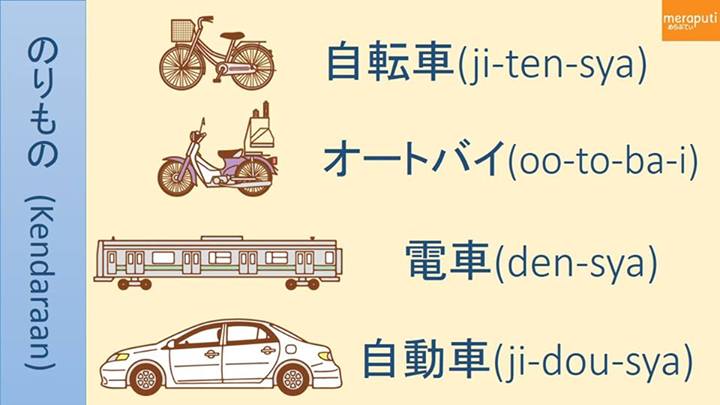 のりもの (Kendaraan)
meraputi
めらぷてぃ
自転車(ji-ten-sya)
オートバイ(oo-to-ba-i)
電車(den-sya)
自動車(ji-dou-sya)